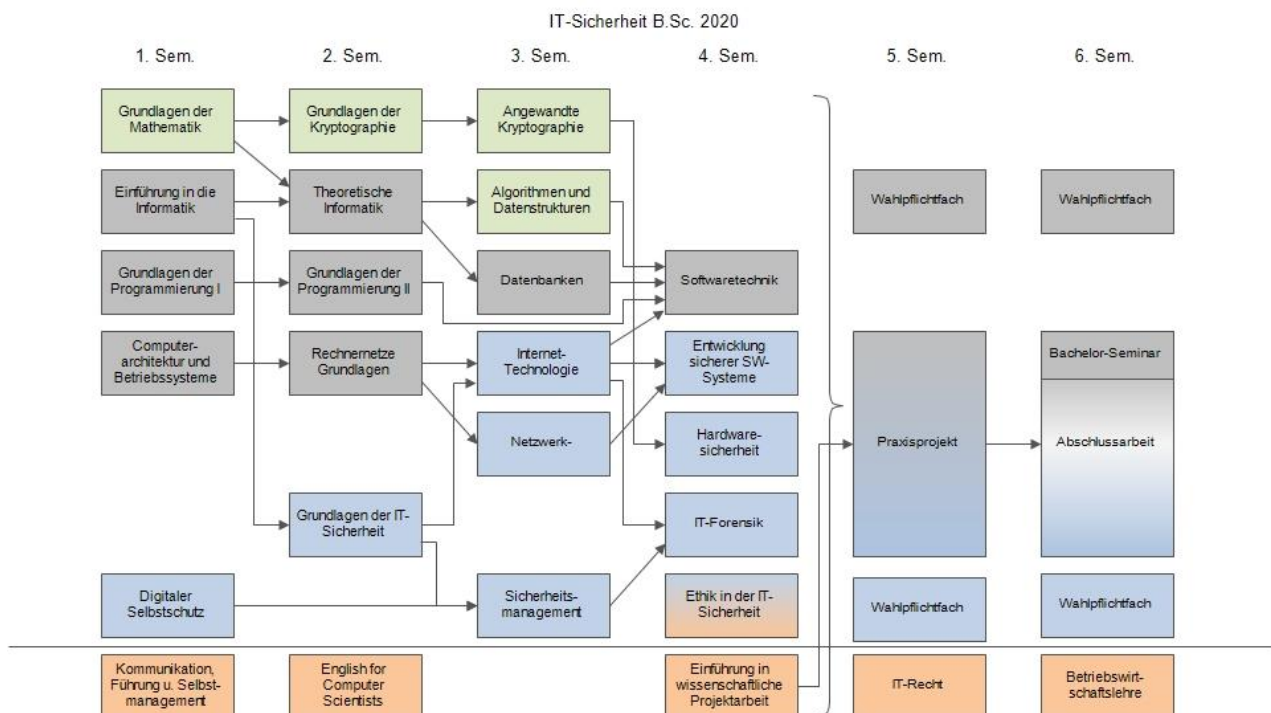 IT-Sicherheit B.Sc. 2020
1. Sem.
2. Sem.
3. Sem.
4. Sem.
5. Sem.
6. Sem.
Grundlagen der
Mathematik
Grundlagen der
Kryptographie
Angewandte
Kryptographie
Einführung in die
Informatik
Theoretische
Informatik
Algorithmen und
Datenstrukturen
Wahlpflichtfach
Wahlpflichtfach
Grundlagen der
Programmierung I
Grundlagen der
Programmierung II
Datenbanken
Softwaretechnik
Computer-
architektur und
Betriebssysteme
Rechnernetze
Grundlagen
Internet-
Technologie
Entwicklung
sicherer SW-
Systeme
Bachelor-Seminar
Netzwerk-
Hardware-
sicherheit
Praxisprojekt
Abschlussarbeit
Grundlagen der IT-
Sicherheit
IT-Forensik
Digitaler
Selbstschutz
Sicherheits-
management
Ethik in der IT-
Sicherheit
Wahlpflichtfach
Wahlpflichtfach
Kommunikation,
Führung u. Selbst-
management
English for
Computer
Scientists
Einführung in
wissenschaftliche
Projektarbeit
IT-Recht
Betriebswirt-
schaftslehre